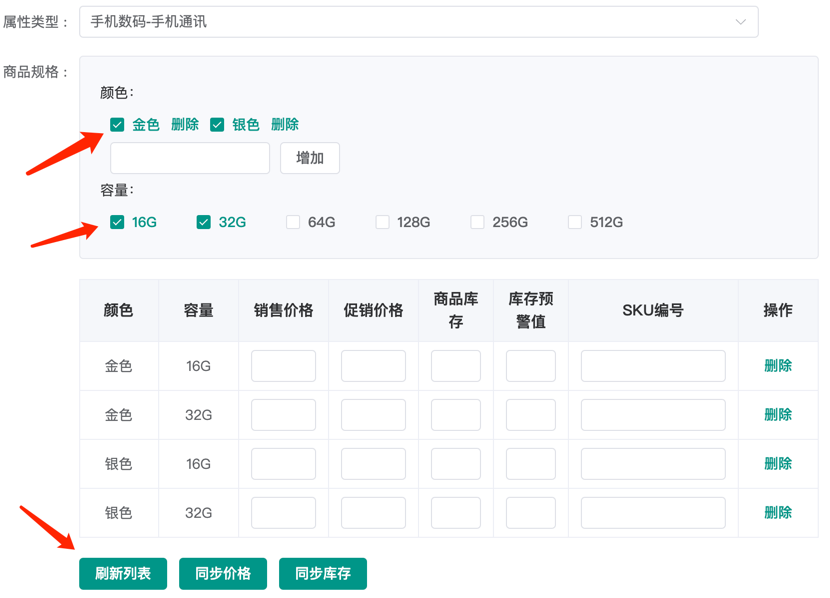 属性类型： 手机数码-手机通讯
商品规格：
颜色：
金色 删除 银色 删除
增加
容量：
16G 32G 64G 128G 256G 512G
颜色 容量 销售价格 促销价格 商品库存 库存预警值 SKU编号 操作
金色 16G 删除
金色 32G 删除
银色 16G 删除
银色 32G 删除
刷新列表 同步价格 同步库存